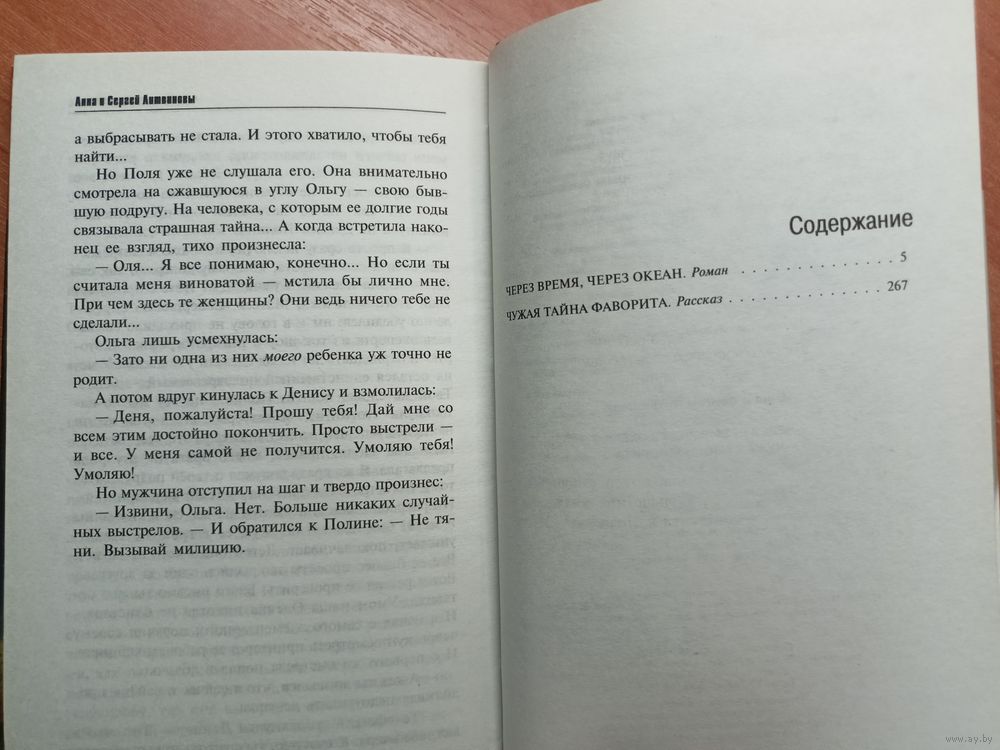 Анна и Сергей Литвиновы
а выбрасывать не стала. И этого хватило, чтобы тебя
найти...
Но Поля уже не слушала его. Она внимательно
смотрела на сжавшуюся в углу Ольгу — свою быв-
шую подругу. На человека, с которым ее долгие годы
связывала страшная тайна... А когда встретила нако-
нец ее взгляд, тихо произнесла:
— Оля... Я все понимаю, конечно... Но если ты
считала меня виноватой — мстила бы лично мне.
При чем здесь те женщины? Они ведь ничего тебе не
сделали...
Ольга лишь усмехнулась:
— Зато ни одна из них моего ребенка уж точно не
родит.
А потом вдруг кинулась к Денису и взмолилась:
— Деня, пожалуйста! Прошу тебя! Дай мне со
всем этим достойно покончить. Просто выстрели —
и все. У меня самой не получится. Умоляю тебя!
Умоляю!
Но мужчина отступил на шаг и твердо произнес:
— Извини, Ольга. Нет. Больше никаких случай-
ных выстрелов. — И обратился к Полине: — Не тя-
ни. Вызывай милицию.
Содержание
ЧЕРЕЗ ВРЕМЯ, ЧЕРЕЗ ОКЕАН. Роман . . . . . . . . . . . . . 5
ЧУЖАЯ ТАЙНА ФАВОРИТА. Рассказ . . . . . . . . . . . . . 267
www.ay.by